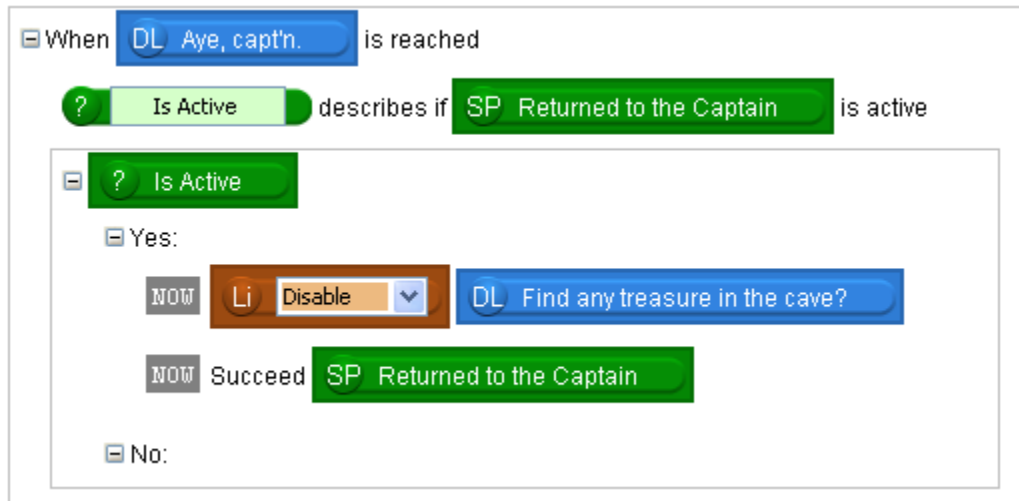 When DL Aye, capt'n. is reached
? Is Active describes if SP Returned to the Captain is active
? Is Active
Yes:
NOW Li Disable DL Find any treasure in the cave?
NOW Succeed SP Returned to the Captain
No: